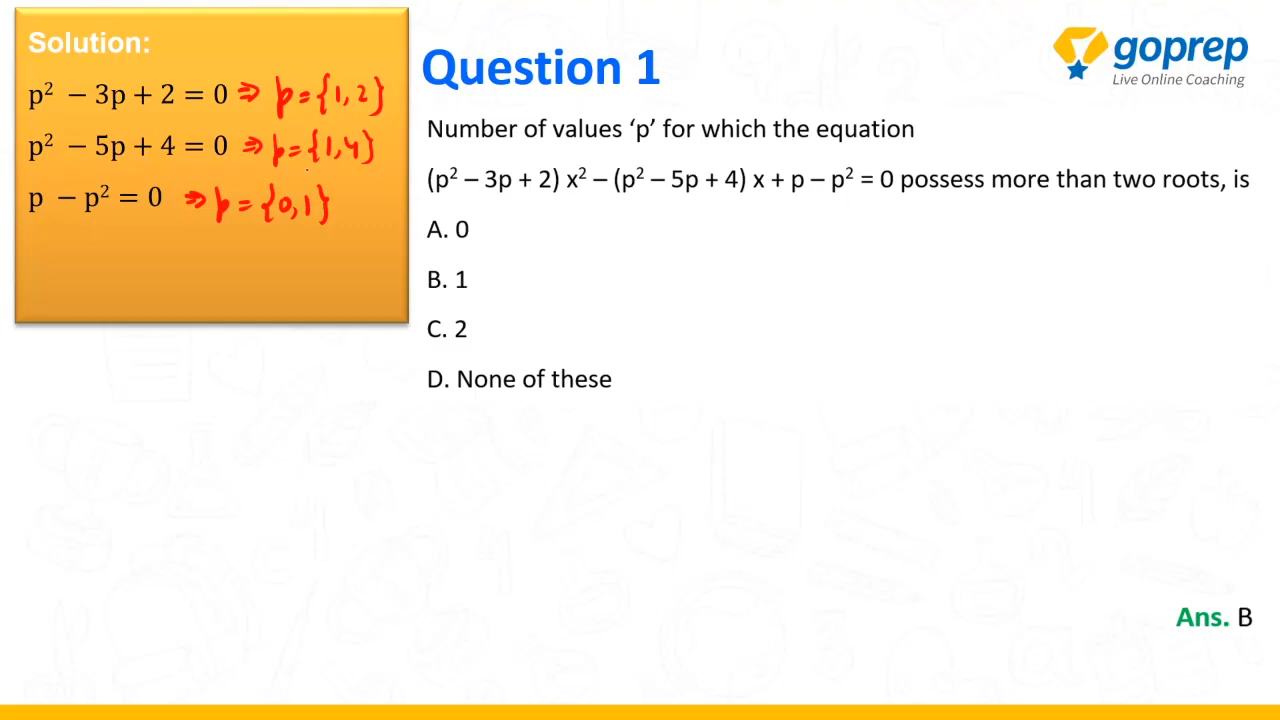 Solution:
p² − 3p + 2 = 0 ⇒ p = {1, 2}
p² − 5p + 4 = 0 ⇒ p = {1, 4}
p − p² = 0 ⇒ p = {0, 1}
Question 1
goprep
Live Online Coaching
Number of values ‘p’ for which the equation
(p² – 3p + 2) x² – (p² – 5p + 4) x + p – p² = 0 possess more than two roots, is
A. 0
B. 1
C. 2
D. None of these
Ans. B